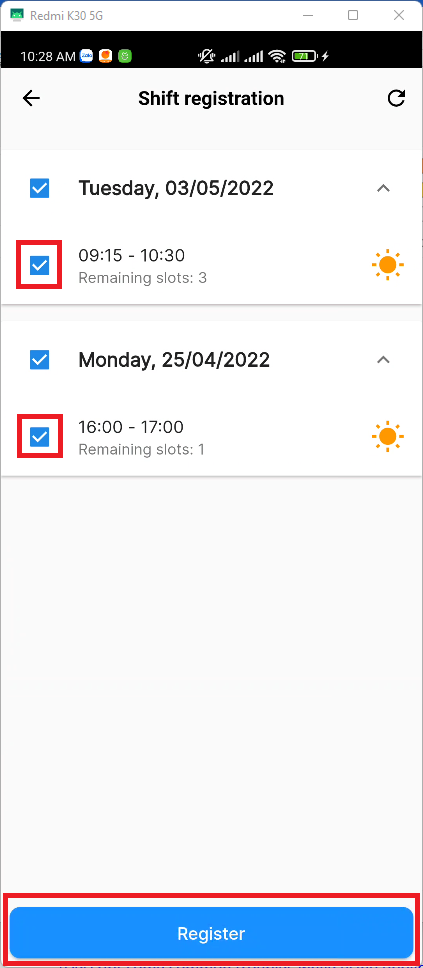 Redmi K30 5G
10:28 AM
71
Shift registration
Tuesday, 03/05/2022
09:15 - 10:30
Remaining slots: 3
Monday, 25/04/2022
16:00 - 17:00
Remaining slots: 1
Register